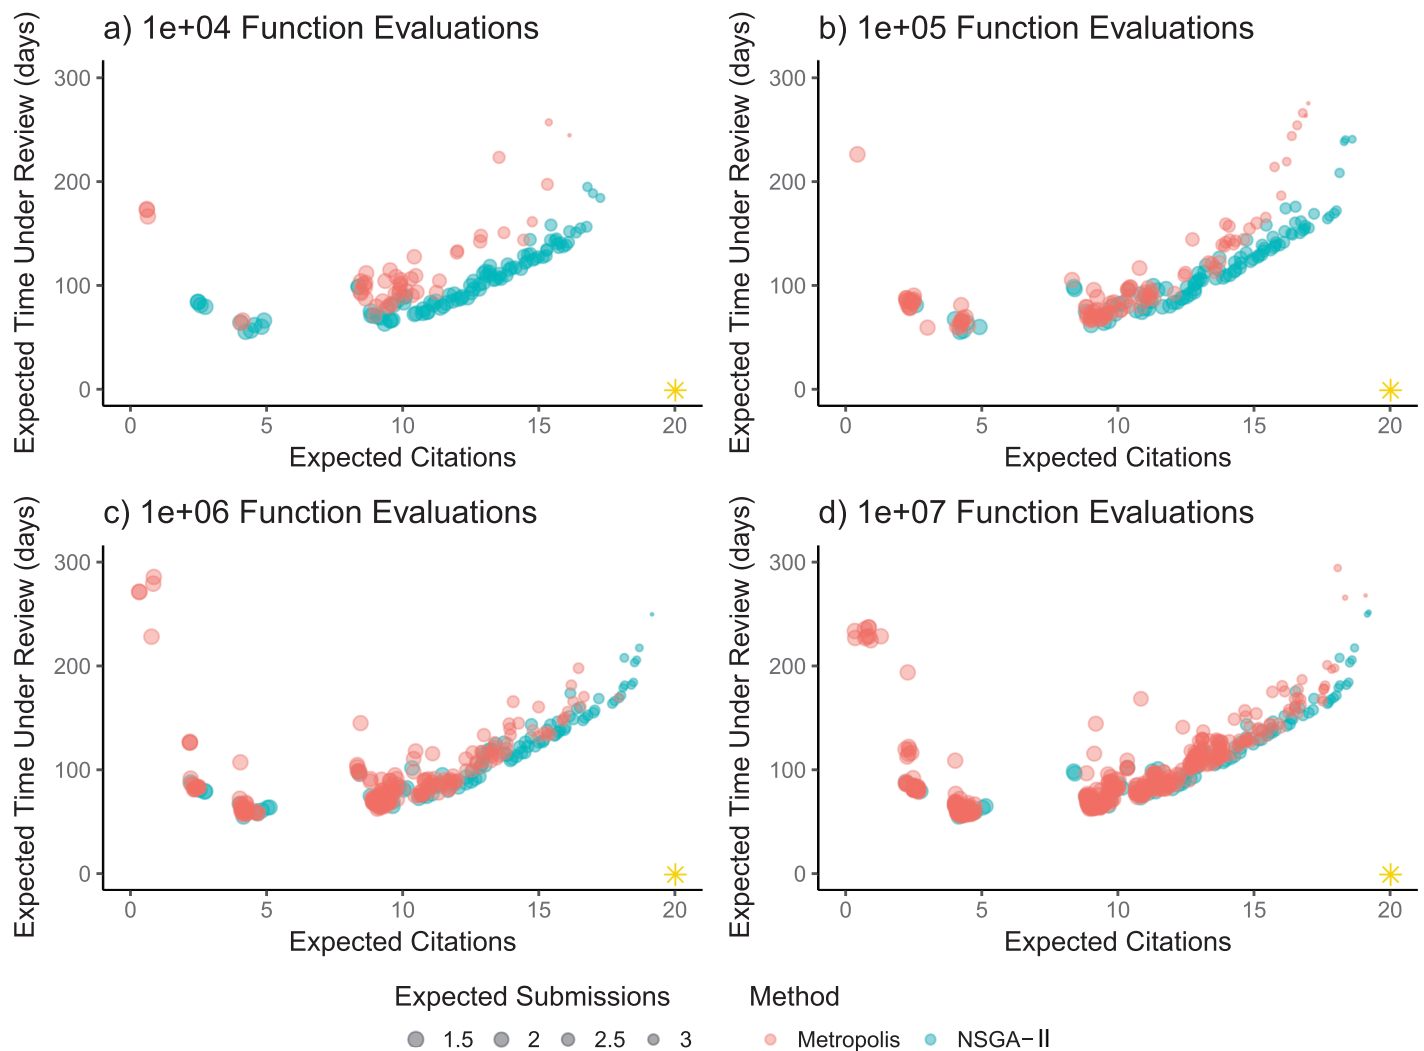 a) 1e+04 Function Evaluations
Expected Time Under Review (days)
300
200
100
0
0 5 10 15 20
Expected Citations
b) 1e+05 Function Evaluations
Expected Time Under Review (days)
300
200
100
0
0 5 10 15 20
Expected Citations
c) 1e+06 Function Evaluations
Expected Time Under Review (days)
300
200
100
0
0 5 10 15 20
Expected Citations
d) 1e+07 Function Evaluations
Expected Time Under Review (days)
300
200
100
0
0 5 10 15 20
Expected Citations
Expected Submissions
1.5 2 2.5 3
Method
Metropolis NSGA-II